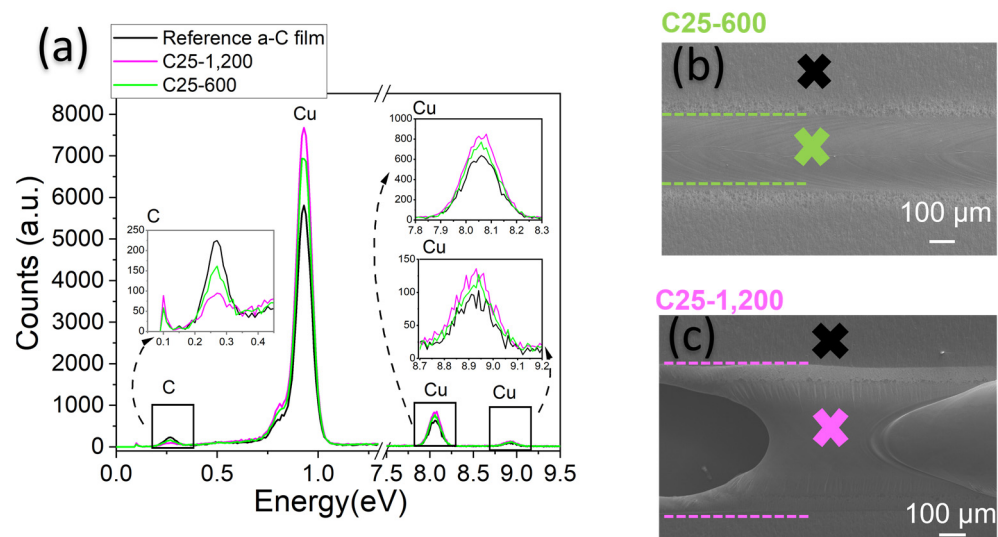 (a)
Reference a-C film
C25-1,200
C25-600
8000
7000
6000
5000
4000
3000
2000
1000
0
Counts (a.u.)
Cu
C
250
200
150
100
50
0
0.1 0.2 0.3 0.4
C
Cu
1000
800
600
400
200
0
7.8 7.9 8.0 8.1 8.2 8.3
Cu
150
100
50
0
8.7 8.8 8.9 9.0 9.1 9.2
Cu
Cu
0.0 0.5 1.0 7.5 8.0 8.5 9.0 9.5
Energy(eV)
C25-600
(b)
100 µm
C25-1,200
(c)
100 µm